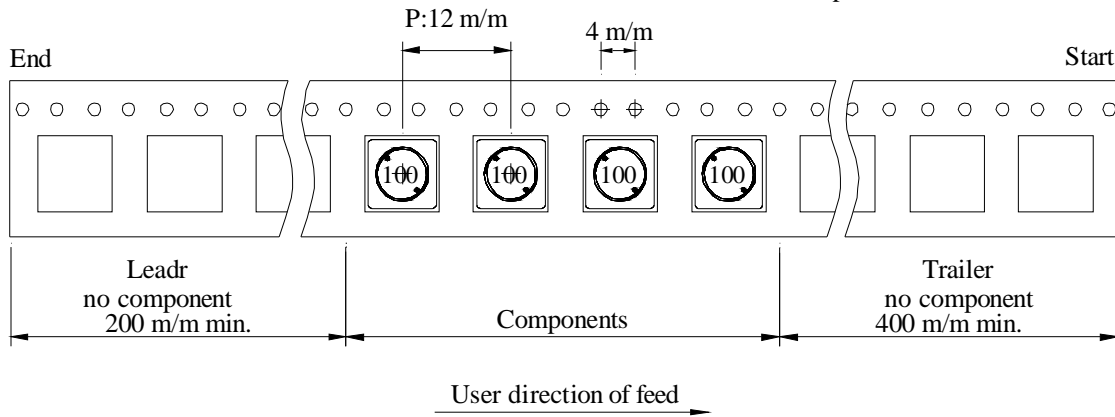 P:12 m/m
4 m/m
End
Start
100 100 100 100
Leadr
no component
200 m/m min.
Components
Trailer
no component
400 m/m min.
User direction of feed